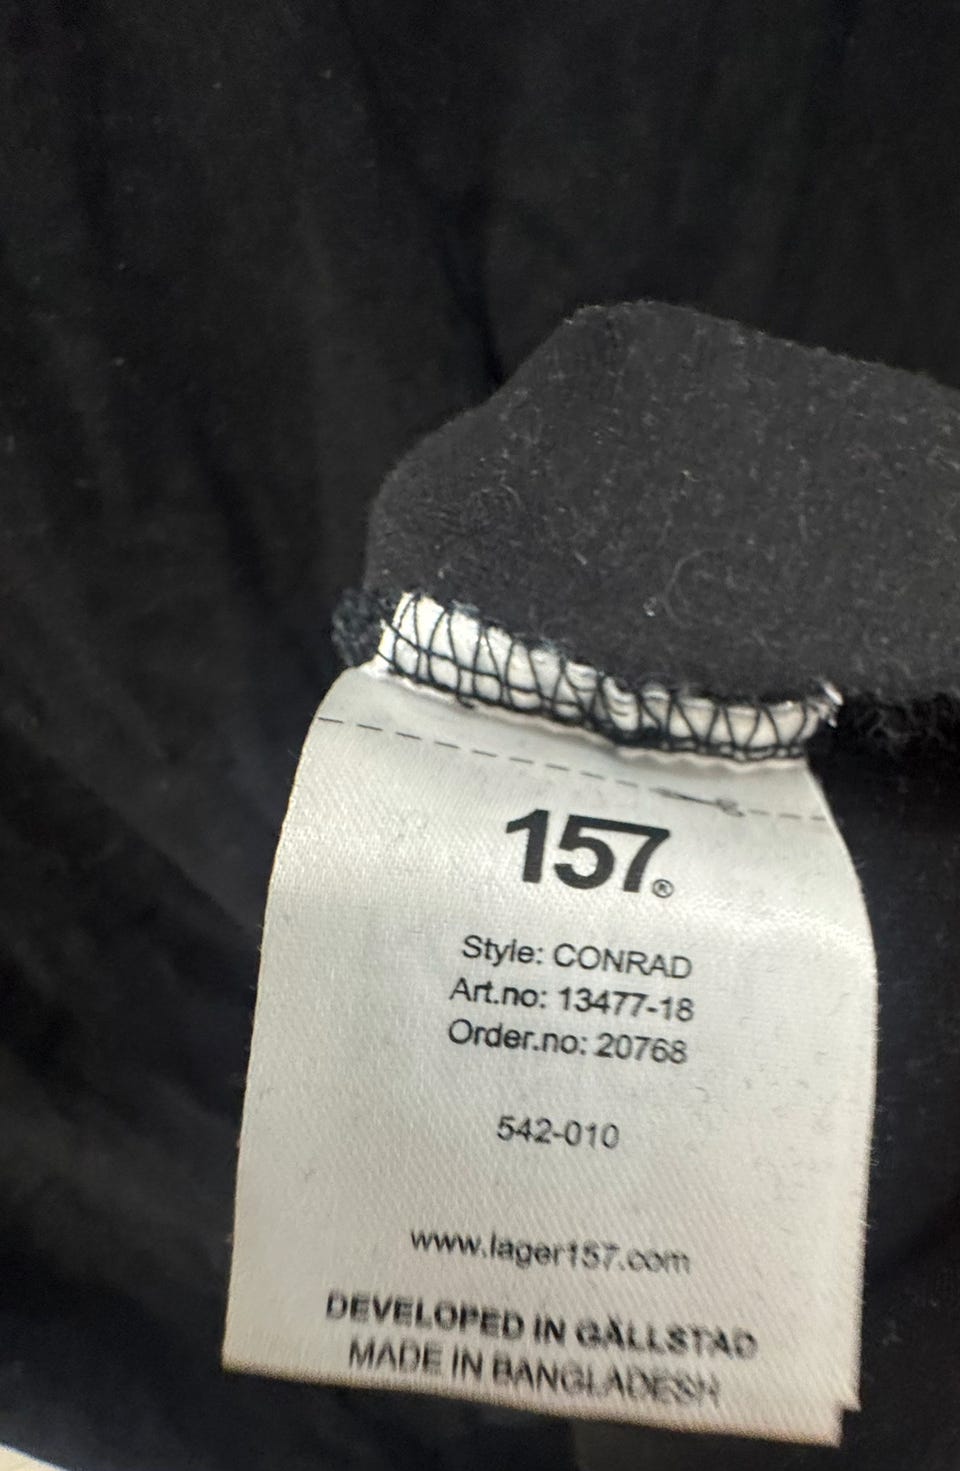 157®
Style: CONRAD
Art.no: 13477-18
Order.no: 20768
542-010
www.lager157.com
DEVELOPED IN GÄLLSTAD
MADE IN BANGLADESH